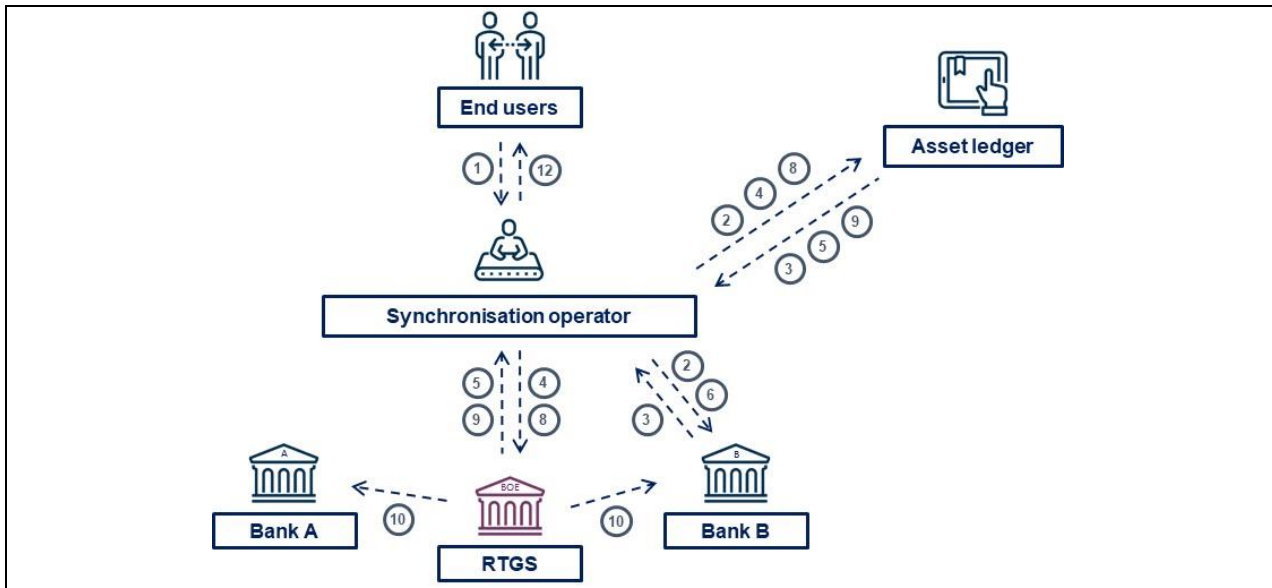 End users
Asset ledger
1
12
8
4
2
9
5
3
Synchronisation operator
5
4
2
6
9
8
3
A
BOE
B
10
10
Bank A
RTGS
Bank B